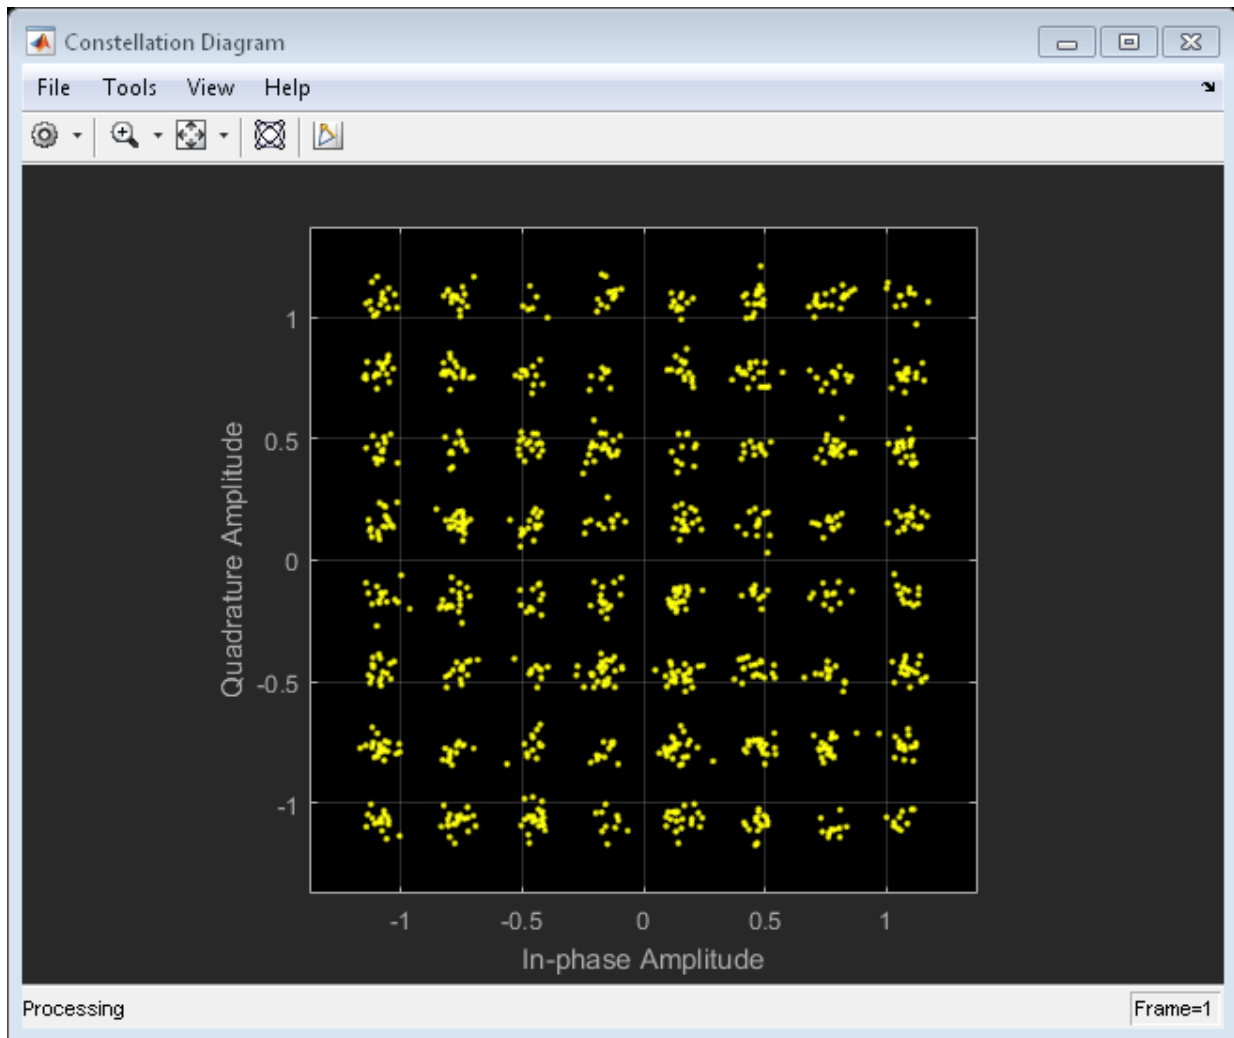 Constellation Diagram
File Tools View Help
Quadrature Amplitude
1
0.5
0
-0.5
-1
-1 -0.5 0 0.5 1
In-phase Amplitude
Processing Frame=1